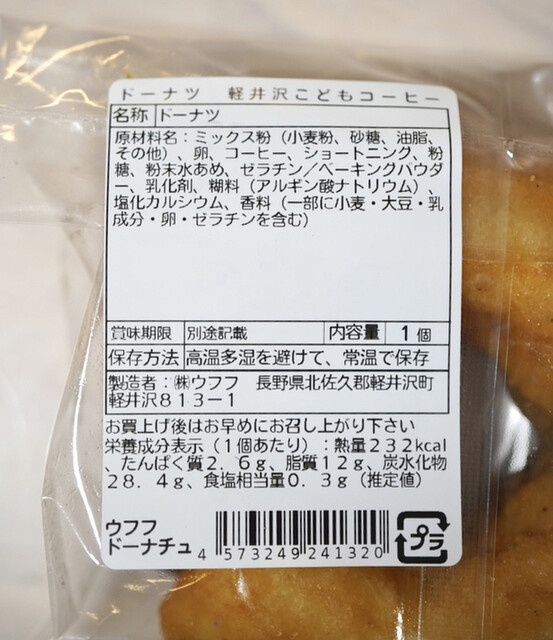 ドーナツ　軽井沢こどもコーヒー
名称 ドーナツ
原材料名：ミックス粉（小麦粉、砂糖、油脂、
その他）、卵、コーヒー、ショートニング、粉
糖、粉末水あめ、ゼラチン／ベーキングパウダ
ー、乳化剤、糊料（アルギン酸ナトリウム）、
塩化カルシウム、香料（一部に小麦・大豆・乳
成分・卵・ゼラチンを含む）
賞味期限 別途記載 内容量 1個
保存方法 高温多湿を避けて、常温で保存
製造者：㈱ウフフ　長野県北佐久郡軽井沢町
軽井沢８１３－１
お買上げ後はお早めにお召し上がり下さい
栄養成分表示（１個あたり）：熱量２３２kcal
、たんぱく質２．６ｇ、脂質１２ｇ、炭水化物
２８．４ｇ、食塩相当量０．３ｇ（推定値）
ウフフ
ドーナチュ
4 573249 241320
プラ